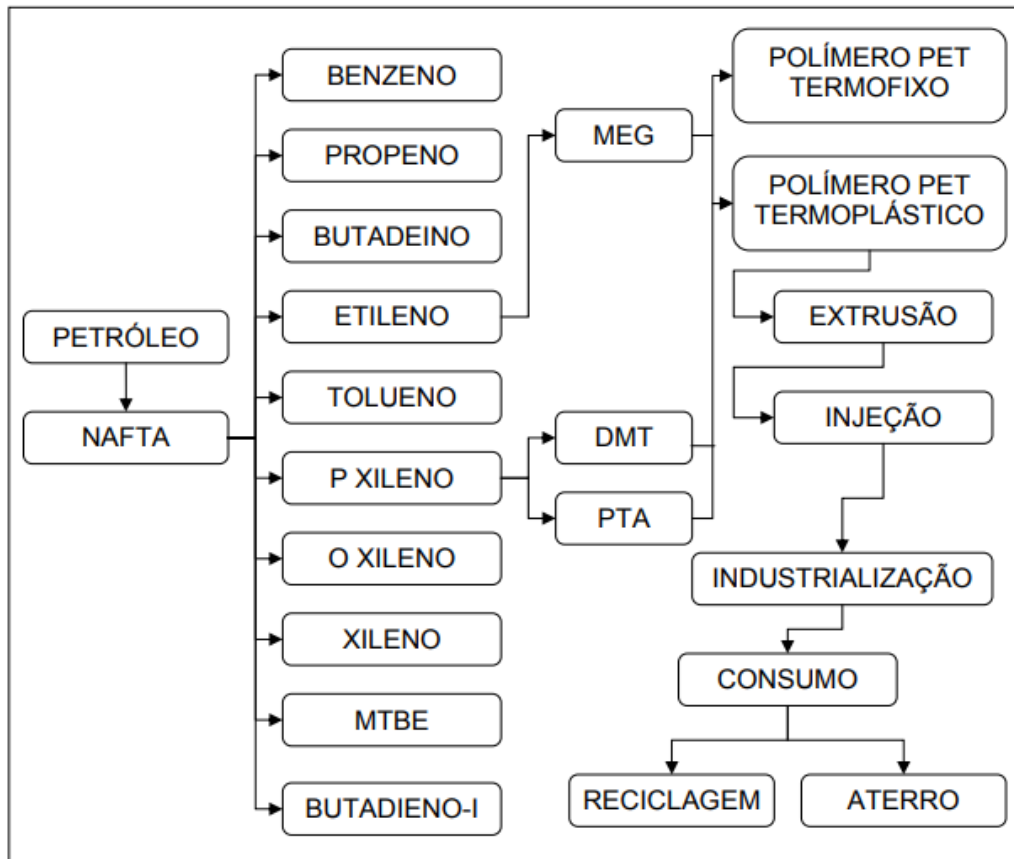 PETRÓLEO
NAFTA
BENZENO
PROPENO
BUTADEINO
ETILENO
TOLUENO
P XILENO
O XILENO
XILENO
MTBE
BUTADIENO-I
MEG
DMT
PTA
POLÍMERO PET
TERMOFIXO
POLÍMERO PET
TERMOPLÁSTICO
EXTRUSÃO
INJEÇÃO
INDUSTRIALIZAÇÃO
CONSUMO
RECICLAGEM
ATERRO